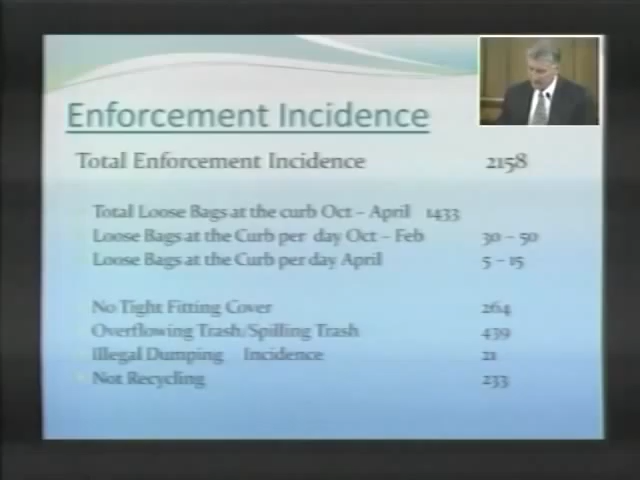 Enforcement Incidence
Total Enforcement Incidence 2158
Total Loose Bags at the curb Oct – April 1433
Loose Bags at the Curb per day Oct – Feb 30 – 50
Loose Bags at the Curb per day April 5 – 15
No Tight Fitting Cover 264
Overflowing Trash/Spilling Trash 439
Illegal Dumping Incidence 21
Not Recycling 233